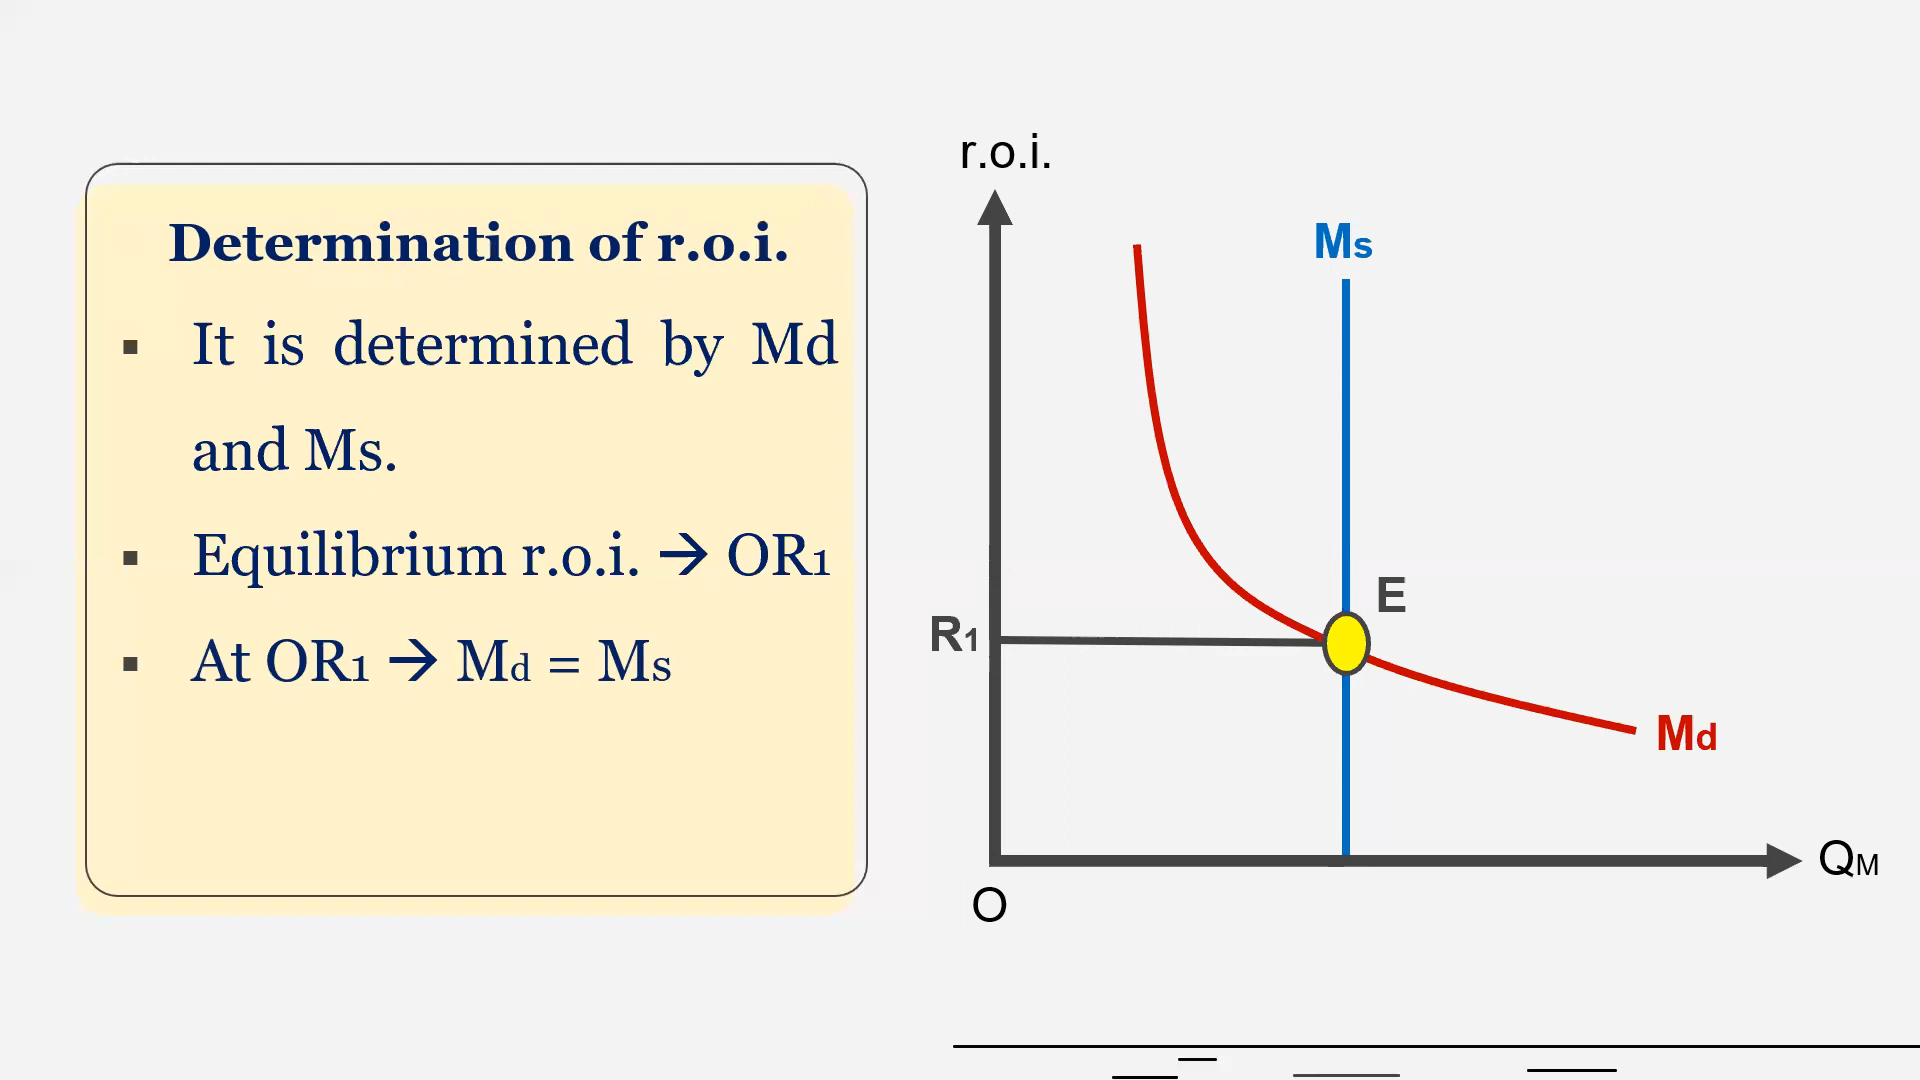 Determination of r.o.i.
▪ It is determined by Md
and Ms.
▪ Equilibrium r.o.i. → OR1
▪ At OR1 → Md = Ms
r.o.i.
Ms
E
R1
Md
QM
O